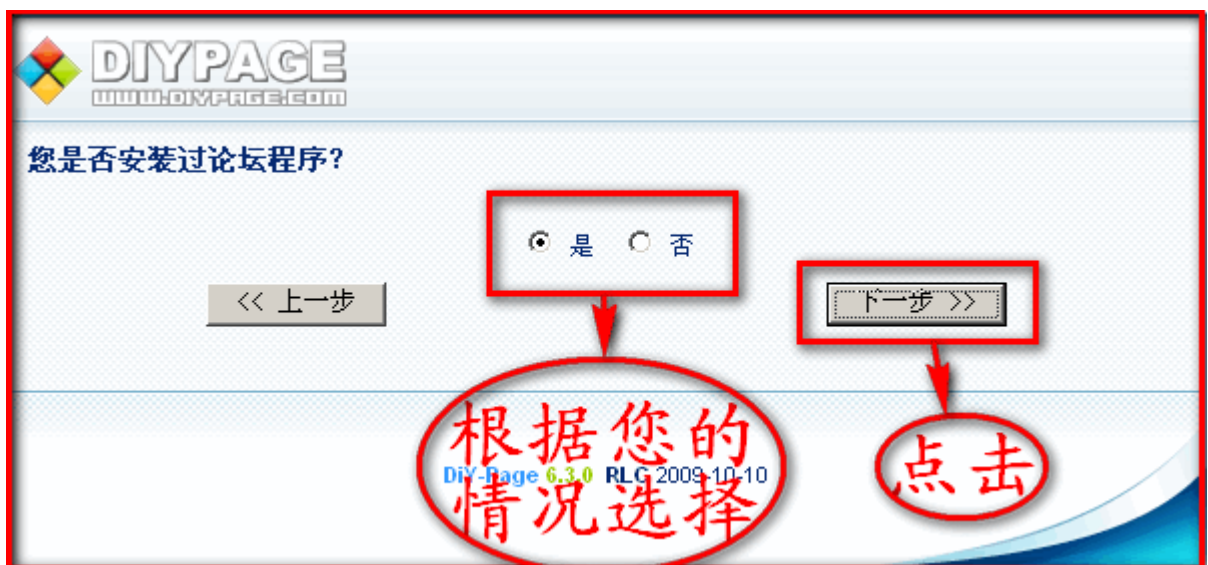 DIYPAGE
WWW.DIYPAGE.COM
您是否安装过论坛程序?
是 否
<< 上一步
下一步 >>
根据您的
情况选择
点击
DiY-Page 6.3.0 RLG 2009-10-10